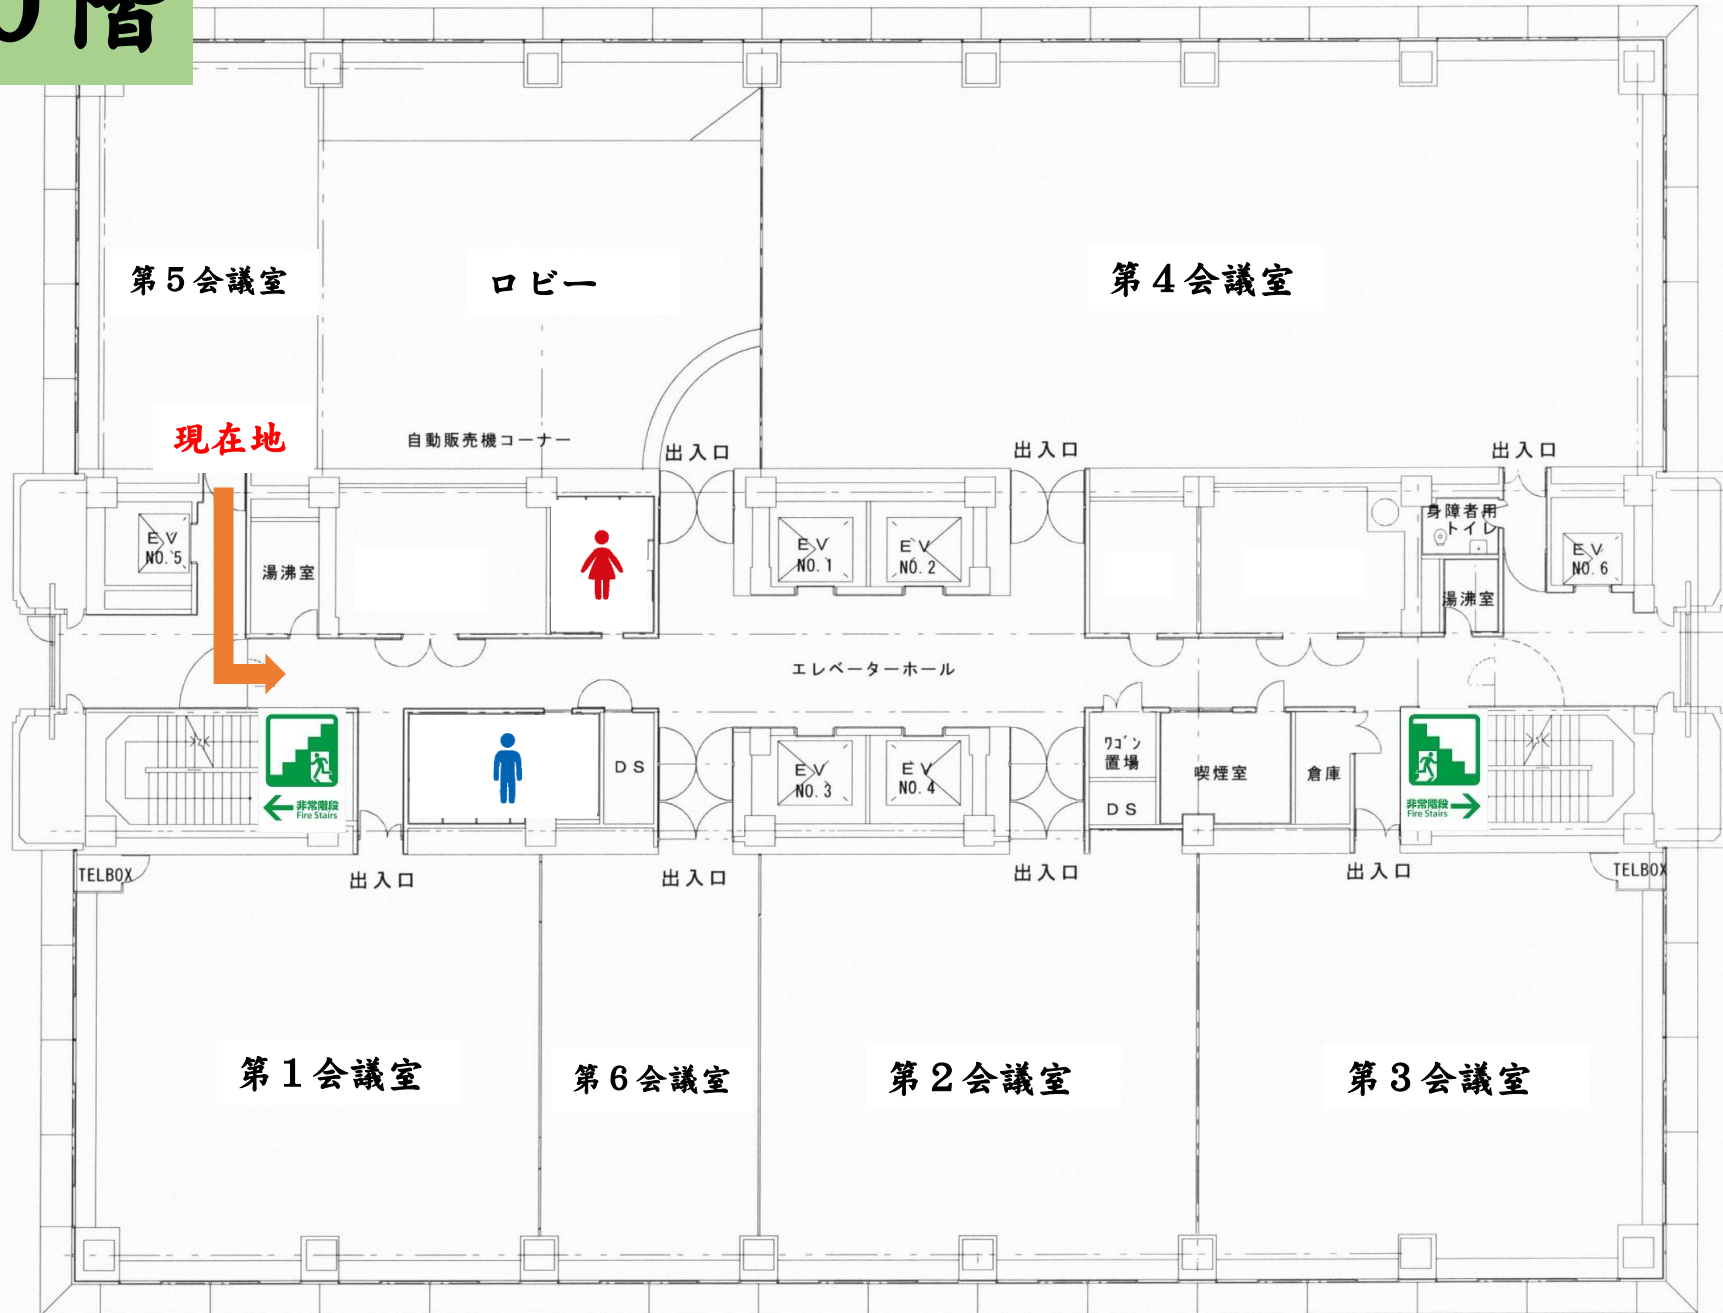 階
第５会議室
ロビー
第４会議室
現在地
自動販売機コーナー
出入口
出入口
出入口
EV
NO.5
湯沸室
EV
NO.1
EV
NO.2
身障者用
トイレ
EV
NO.6
湯沸室
エレベーターホール
非常階段
Fire Stairs
DS
EV
NO.3
EV
NO.4
ワゴン
置場
DS
喫煙室
倉庫
非常階段
Fire Stairs
TELBOX
出入口
出入口
出入口
出入口
TELBOX
第１会議室
第６会議室
第２会議室
第３会議室